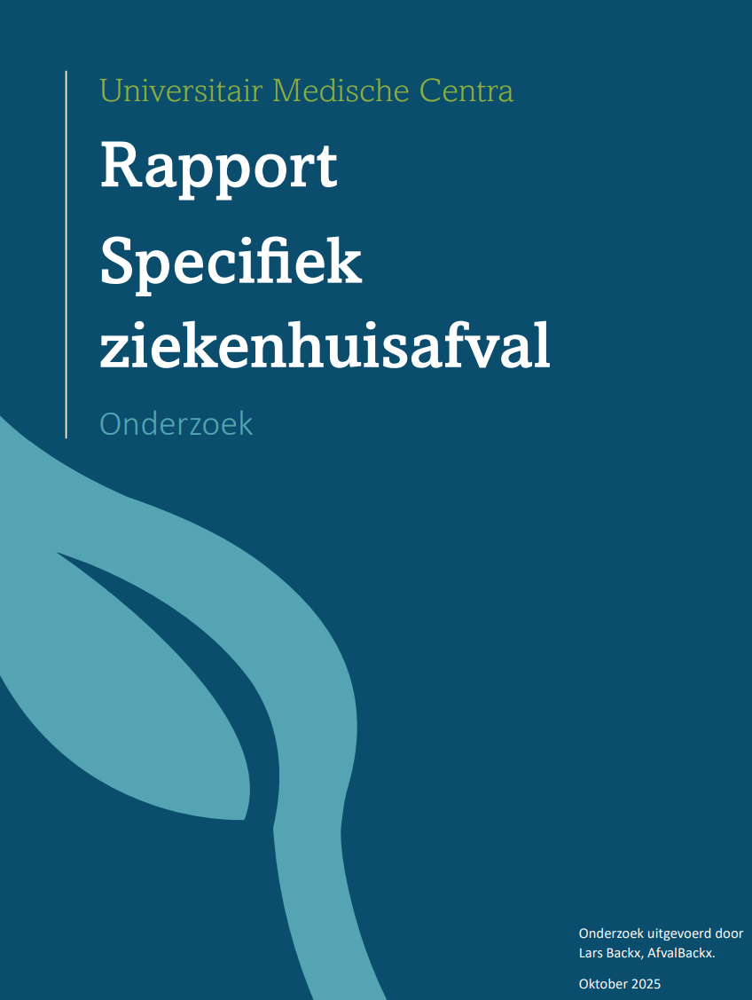 Universitair Medische Centra
Rapport
Specifiek
ziekenhuisafval
Onderzoek
Onderzoek uitgevoerd door
Lars Backx, AfvalBackx.
Oktober 2025